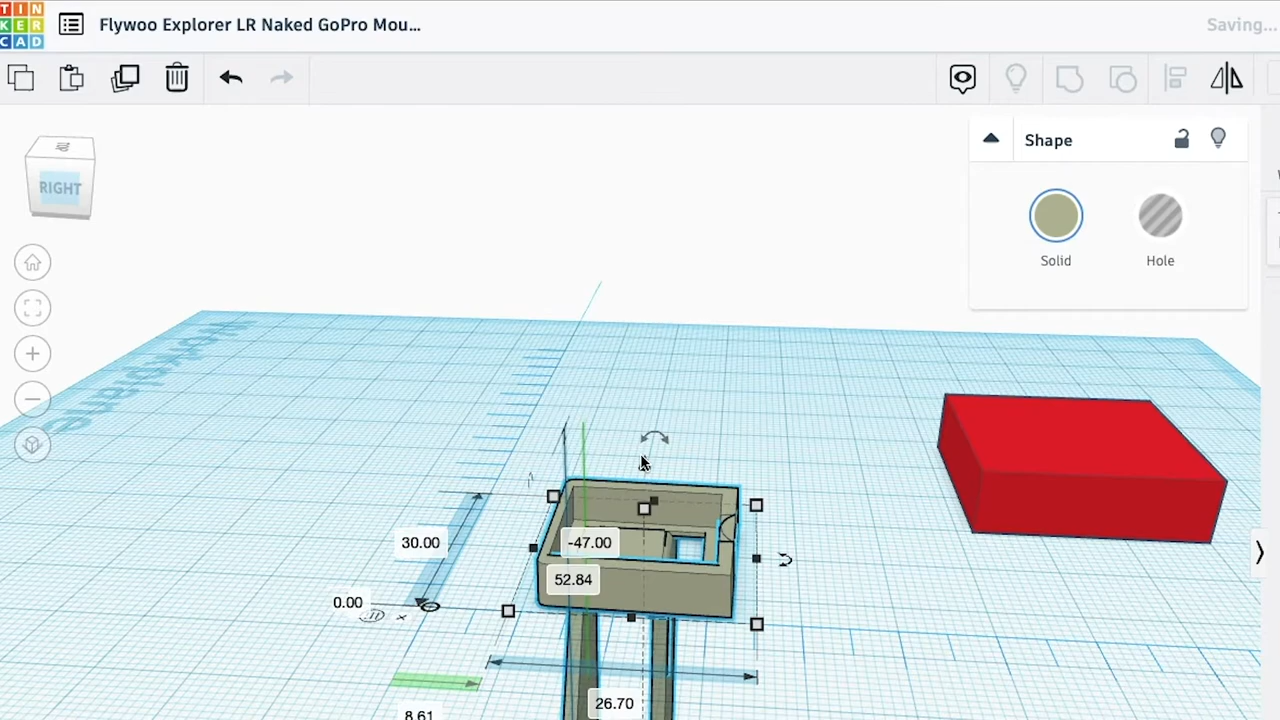 TIN
KER
CAD
Flywoo Explorer LR Naked GoPro Mou...
Saving...
Shape
RIGHT
Solid
Hole
30.00
-47.00
52.84
0.00
26.70
8.61